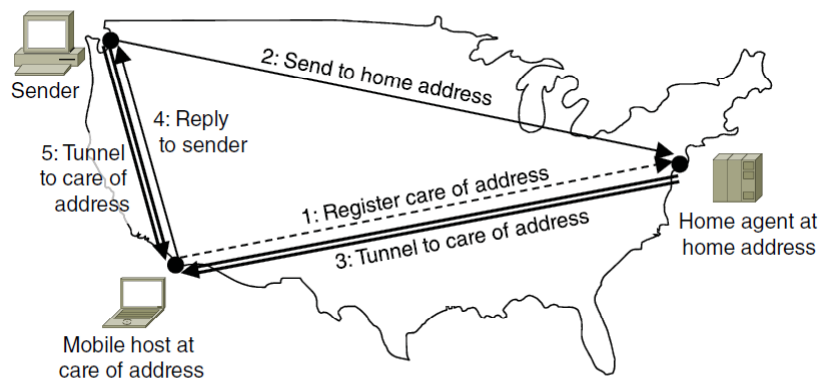 Sender
2: Send to home address
4: Reply
to sender
5: Tunnel
to care of
address
1: Register care of address
3: Tunnel to care of address
Home agent at
home address
Mobile host at
care of address